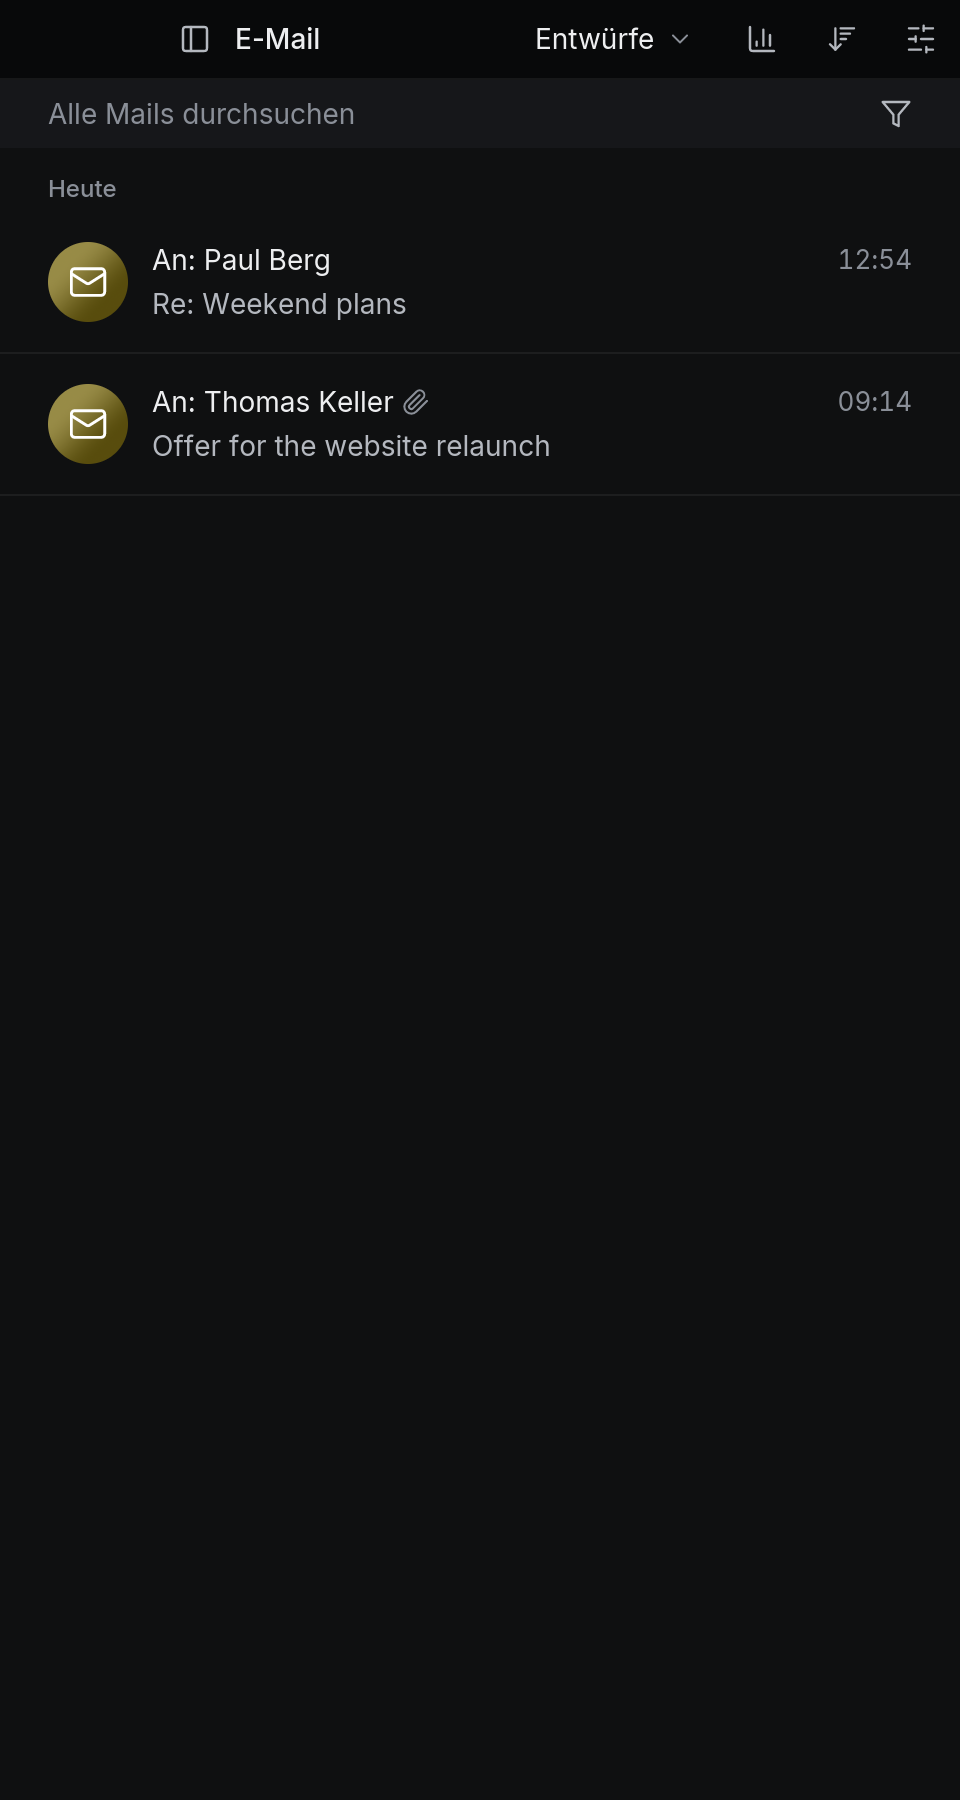 E-Mail
Entwürfe
Alle Mails durchsuchen
Heute
An: Paul Berg
12:54
Re: Weekend plans
An: Thomas Keller
09:14
Offer for the website relaunch